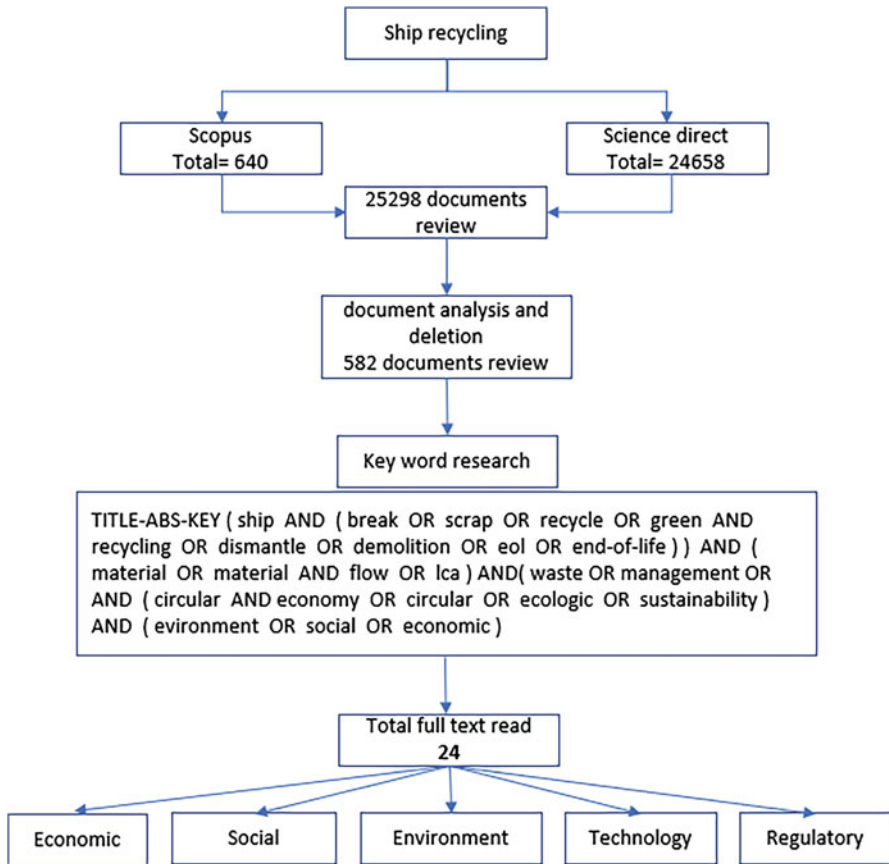 Ship recycling
Scopus
Total= 640
Science direct
Total= 24658
25298 documents
review
document analysis and
deletion
582 documents review
Key word research
TITLE-ABS-KEY ( ship AND ( break OR scrap OR recycle OR green AND
recycling OR dismantle OR demolition OR eol OR end-of-life ) ) AND (
material OR material AND flow OR lca ) AND( waste OR management OR
AND ( circular AND economy OR circular OR ecologic OR sustainability )
AND ( evironment OR social OR economic )
Total full text read
24
Economic
Social
Environment
Technology
Regulatory